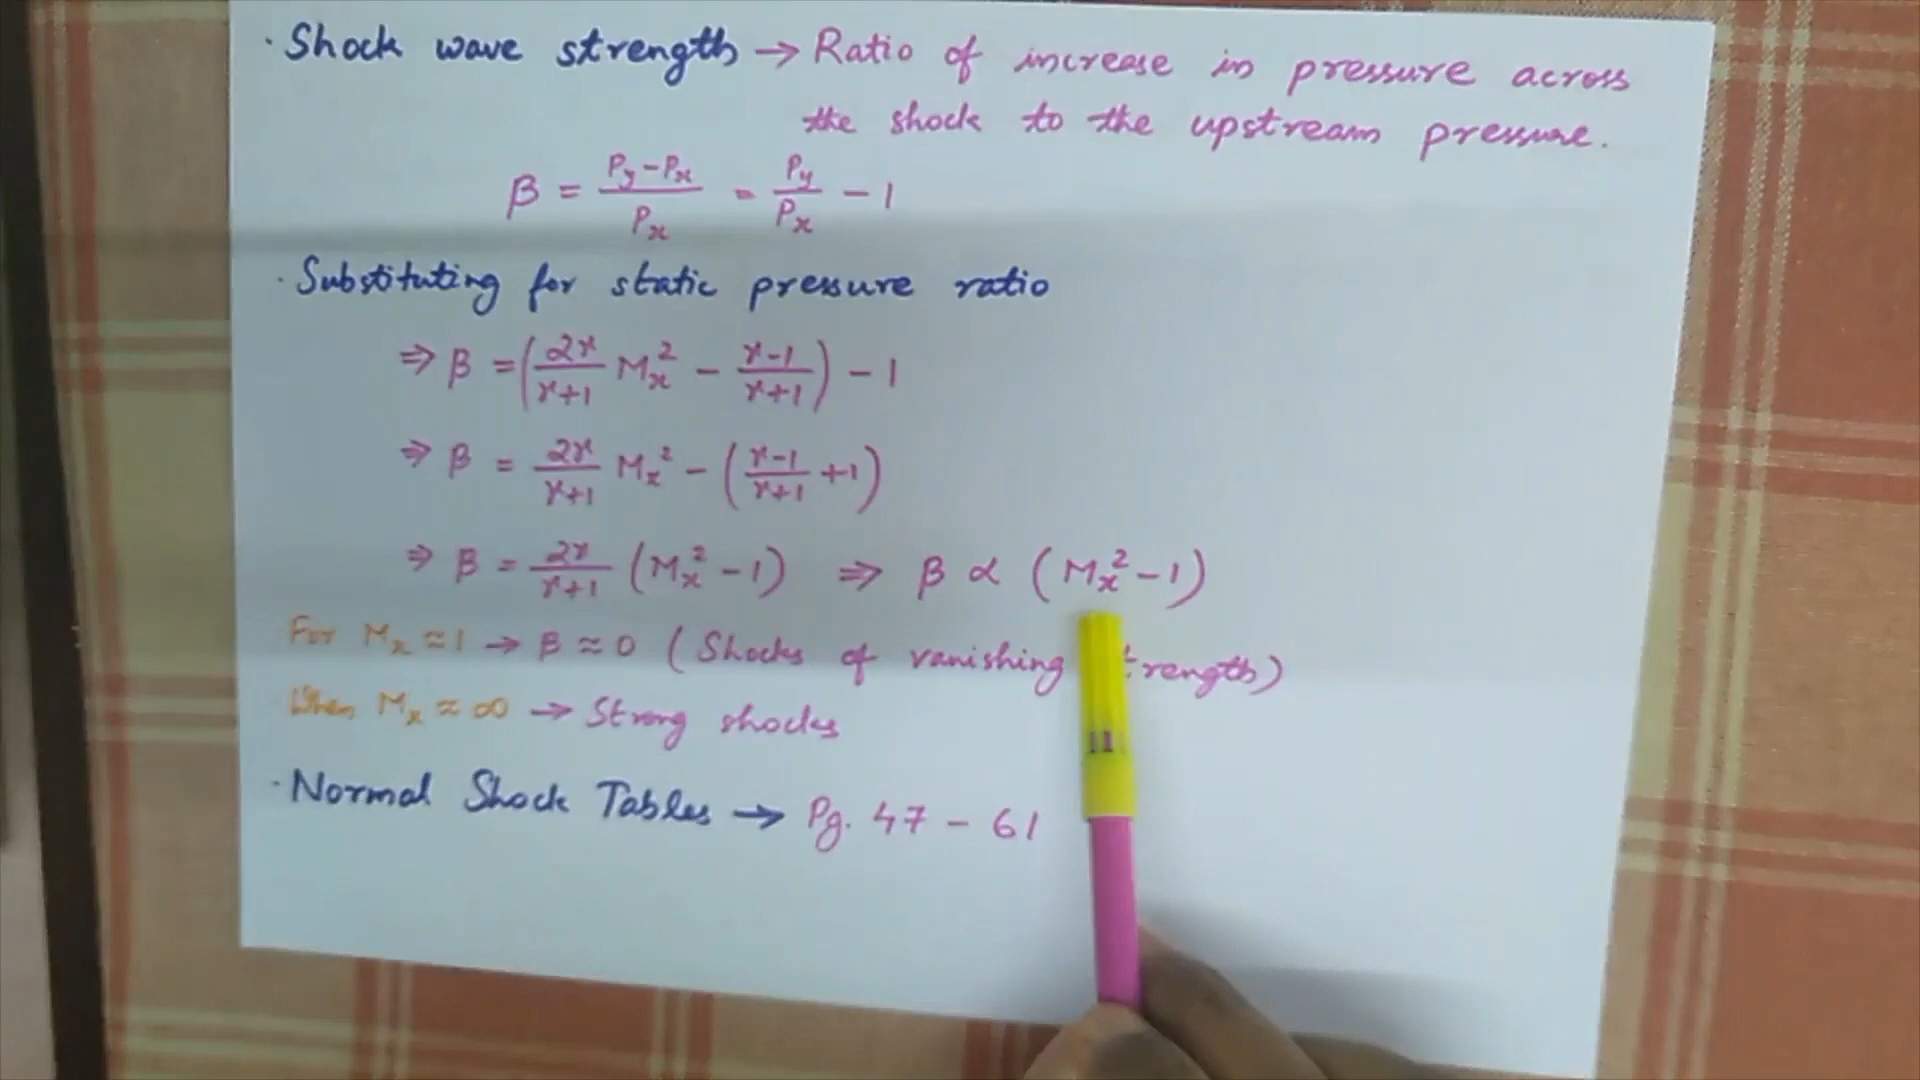 · Shock wave strength → Ratio of increase in pressure across
the shock to the upstream pressure.
β = (Py - Px)/Px = Py/Px - 1
· Substituting for static pressure ratio
⇒ β = (2γ/(γ+1) Mx² - (γ-1)/(γ+1)) - 1
⇒ β = 2γ/(γ+1) Mx² - ((γ-1)/(γ+1) + 1)
⇒ β = 2γ/(γ+1) (Mx² - 1) ⇒ β ∝ (Mx² - 1)
For Mx ≈ 1 → β ≈ 0 (Shocks of vanishing trength)
When Mx ≈ ∞ → Strong shocks
· Normal Shock Tables → Pg. 47 - 61